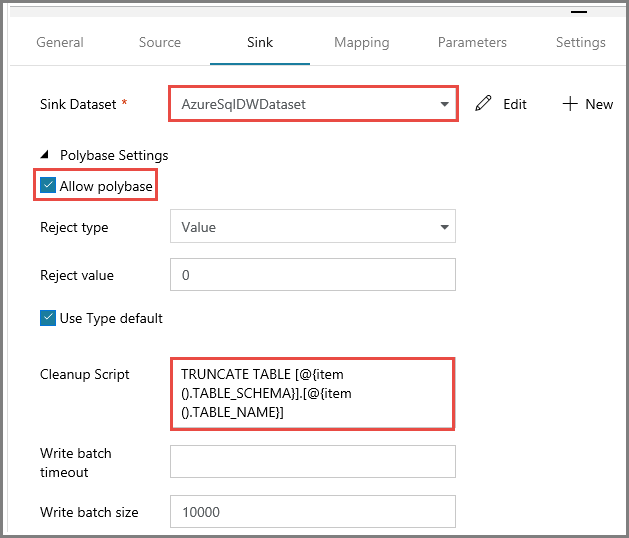 General Source Sink Mapping Parameters Settings
Sink Dataset * AzureSqlDWDataset Edit + New
Polybase Settings
Allow polybase
Reject type Value
Reject value 0
Use Type default
Cleanup Script TRUNCATE TABLE [@{item
().TABLE_SCHEMA}].[@{item
().TABLE_NAME}]
Write batch
timeout
Write batch size 10000